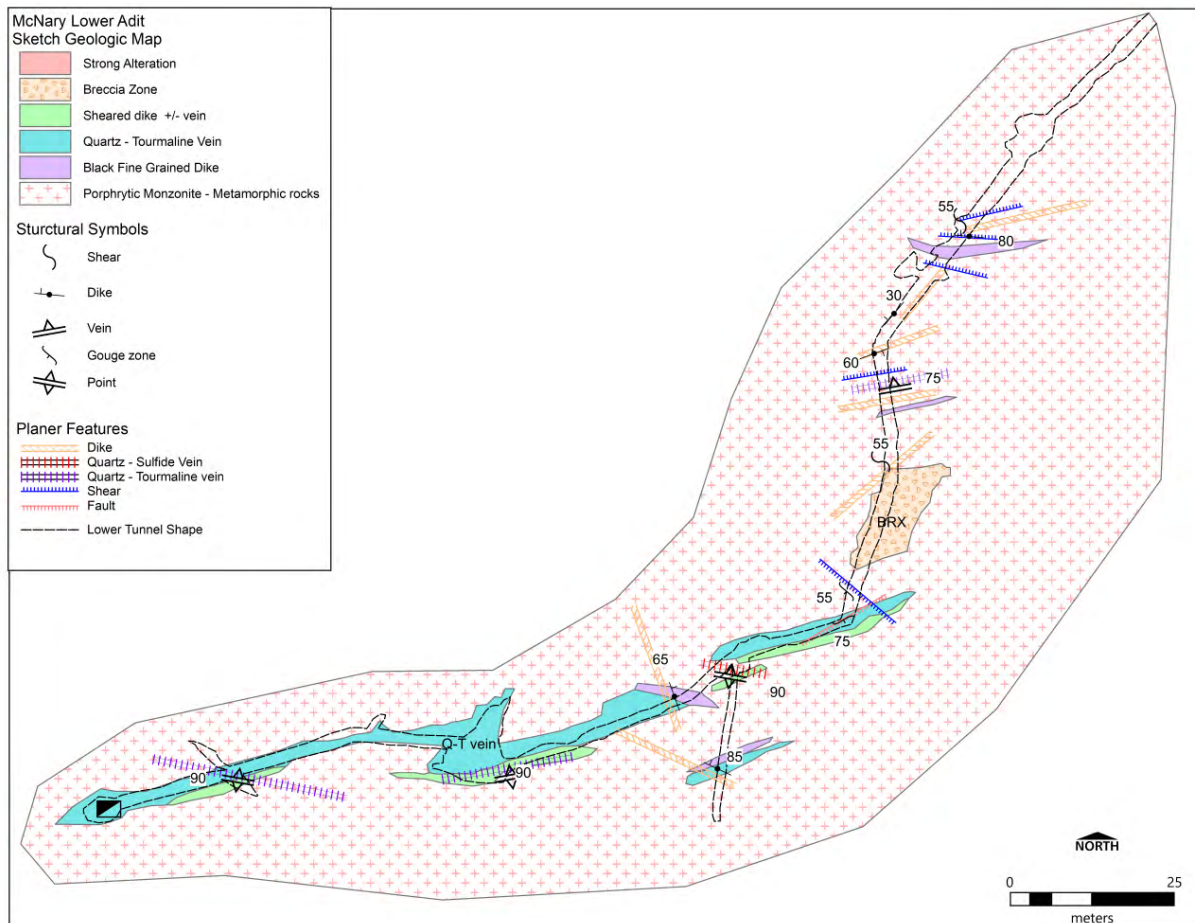 McNary Lower Adit
Sketch Geologic Map
Strong Alteration
Breccia Zone
Sheared dike +/- vein
Quartz - Tourmaline Vein
Black Fine Grained Dike
Porphrytic Monzonite - Metamorphic rocks
Sturctural Symbols
Shear
Dike
Vein
Gouge zone
Point
Planer Features
Dike
Quartz - Sulfide Vein
Quartz - Tourmaline vein
Shear
Fault
Lower Tunnel Shape
55
80
30
60
75
55
BRX
55
75
65
90
Q-T vein
85
90
90
NORTH
0 25
meters